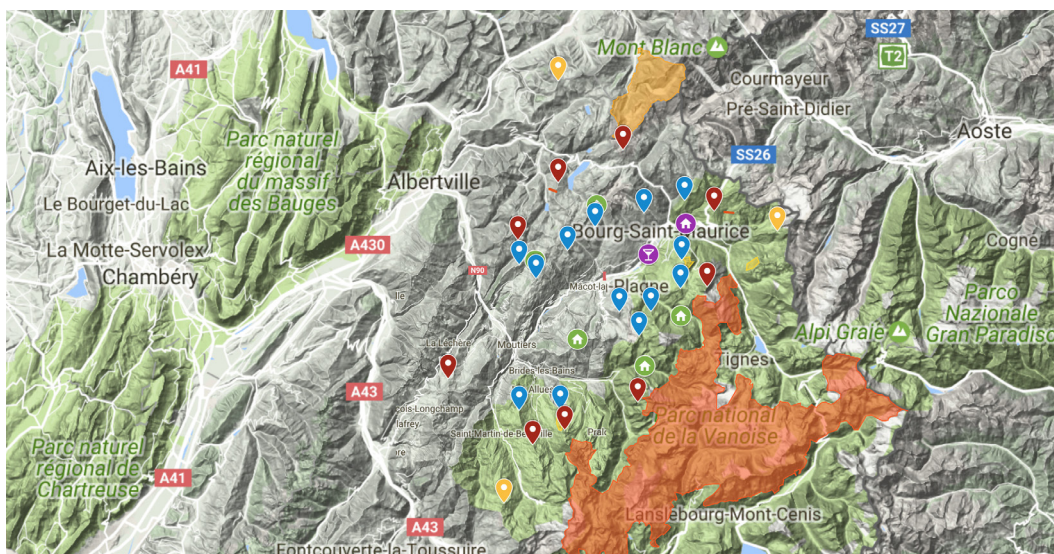 SS27
T2
Mont Blanc
A41
Courmayeur
Pré-Saint-Didier
Aoste
Parc naturel
régional
du massif
des Bauges
Aix-les-Bains
SS26
Albertville
Le Bourget-du-Lac
Bourg-Saint-Maurice
La Motte-Servolex
A430
Cogne
Chambéry
N90
Mâcot-la-
Plagne
Parco
Nazionale
Gran Paradiso
Alpi Graie
La Léchère
Moutiers
Tignes
Brides-les-Bains
A43
Allues
Parc national
de la Vanoise
Saint-Martin-de-Belleville
Pral
Parc naturel
régional de
Chartreuse
A41
Lanslebourg-Mont-Cenis
A43
Fontcouverte-la-Toussuire